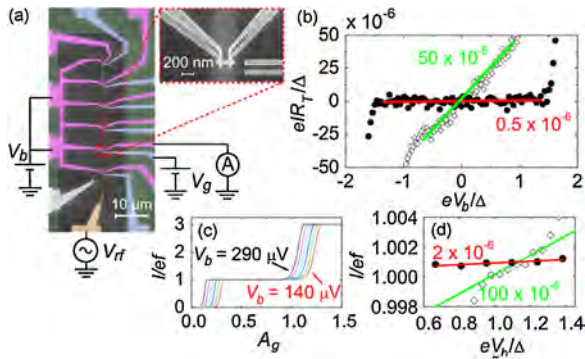 (a)
200 nm
V_b
A
V_g
10 μm
V_rf
(b)
×10⁻⁶
50
25
0
-25
-50
eIR_T/Δ
50 x 10⁻⁶
0.5 x 10⁻⁶
-2 -1 0 1 2
eV_b/Δ
(c)
3
2
1
0
I/ef
V_b = 290 μV
V_b = 140 μV
0.0 0.5 1.0 1.5
A_g
(d)
1.004
1.002
1.000
0.998
I/ef
2 x 10⁻⁶
100 x 10⁻⁶
0.6 0.8 1.0 1.2 1.4
eV_b/Δ